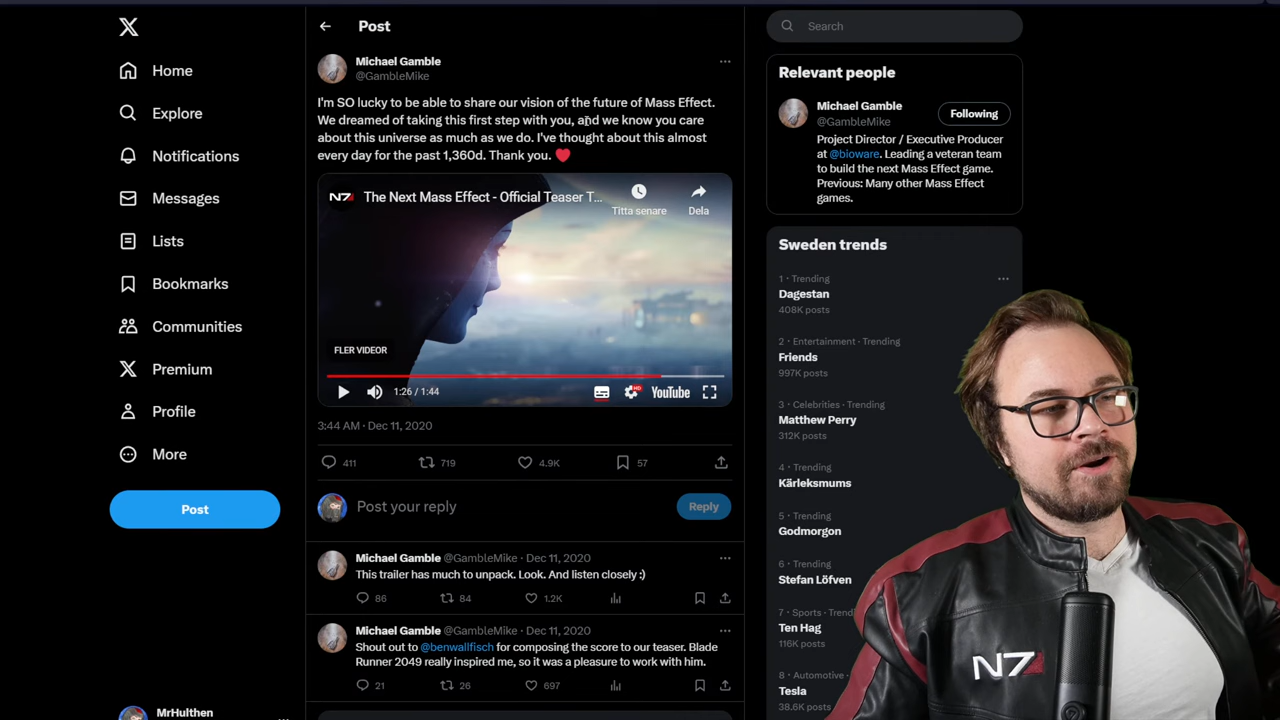 Home
Explore
Notifications
Messages
Lists
Bookmarks
Communities
Premium
Profile
More
Post
MrHulthen
Post
Michael Gamble
@GambleMike
I'm SO lucky to be able to share our vision of the future of Mass Effect.
We dreamed of taking this first step with you, and we know you care
about this universe as much as we do. I've thought about this almost
every day for the past 1,360d. Thank you. ❤️
N7 The Next Mass Effect - Official Teaser T...
Titta senare
Dela
FLER VIDEOR
1:26 / 1:44
HD
YouTube
3:44 AM · Dec 11, 2020
411 719 4.9K 57
Post your reply
Reply
Michael Gamble @GambleMike · Dec 11, 2020
This trailer has much to unpack. Look. And listen closely :)
86 84 1.2K
Michael Gamble @GambleMike · Dec 11, 2020
Shout out to @benwallfisch for composing the score to our teaser. Blade
Runner 2049 really inspired me, so it was a pleasure to work with him.
21 26 697
Search
Relevant people
Michael Gamble
@GambleMike
Following
Project Director / Executive Producer
at @bioware. Leading a veteran team
to build the next Mass Effect game.
Previous: Many other Mass Effect
games.
Sweden trends
1 · Trending
Dagestan
408K posts
2 · Entertainment · Trending
Friends
997K posts
3 · Celebrities · Trending
Matthew Perry
312K posts
4 · Trending
Kärleksmums
5 · Trending
Godmorgon
6 · Trending
Stefan Löfven
7 · Sports · Trend
Ten Hag
116K posts
8 · Automotive ·
Tesla
38.6K pos
N7